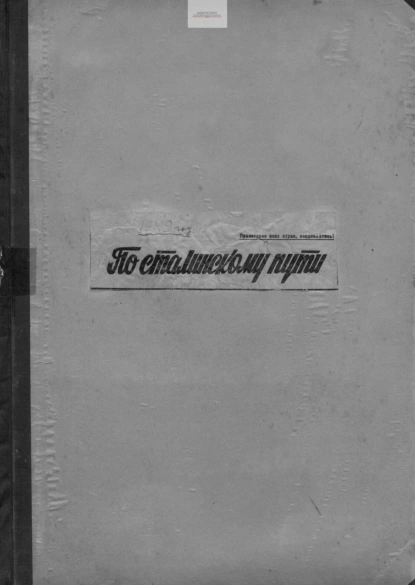 Пролетарии всех стран, соединяйтесь!
По сталинскому пути